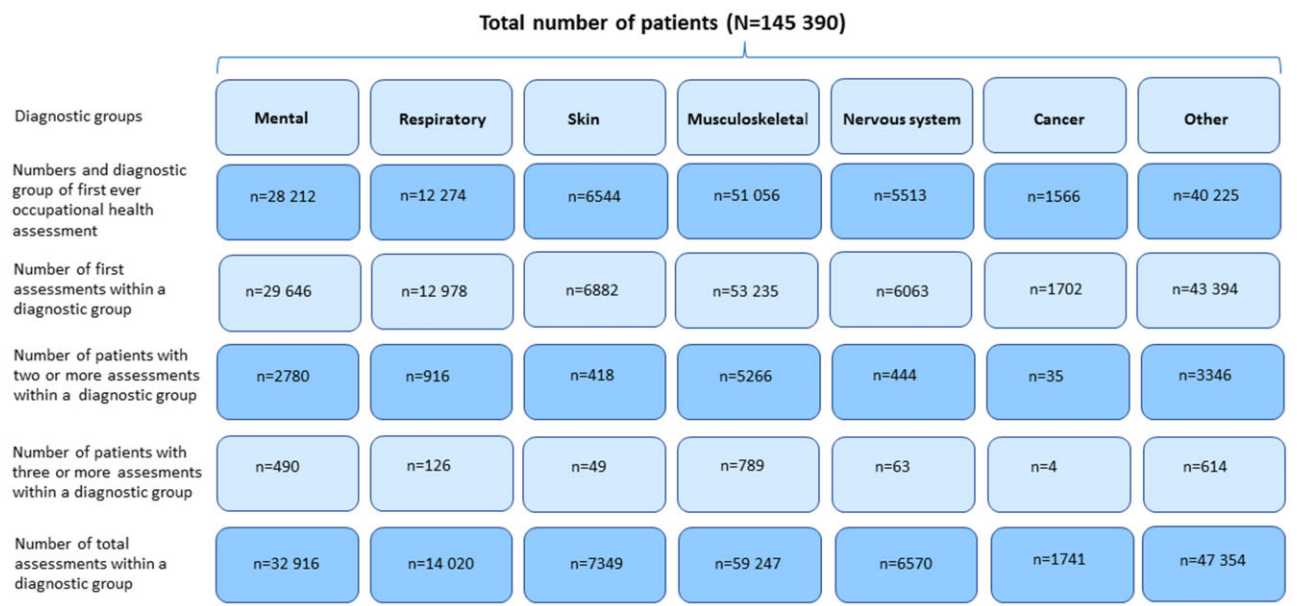 Total number of patients (N=145 390)
Diagnostic groups
Mental
Respiratory
Skin
Musculoskeletal
Nervous system
Cancer
Other
Numbers and diagnostic
group of first ever
occupational health
assessment
n=28 212
n=12 274
n=6544
n=51 056
n=5513
n=1566
n=40 225
Number of first
assessments within a
diagnostic group
n=29 646
n=12 978
n=6882
n=53 235
n=6063
n=1702
n=43 394
Number of patients with
two or more assessments
within a diagnostic group
n=2780
n=916
n=418
n=5266
n=444
n=35
n=3346
Number of patients with
three or more assesments
within a diagnostic group
n=490
n=126
n=49
n=789
n=63
n=4
n=614
Number of total
assessments within a
diagnostic group
n=32 916
n=14 020
n=7349
n=59 247
n=6570
n=1741
n=47 354